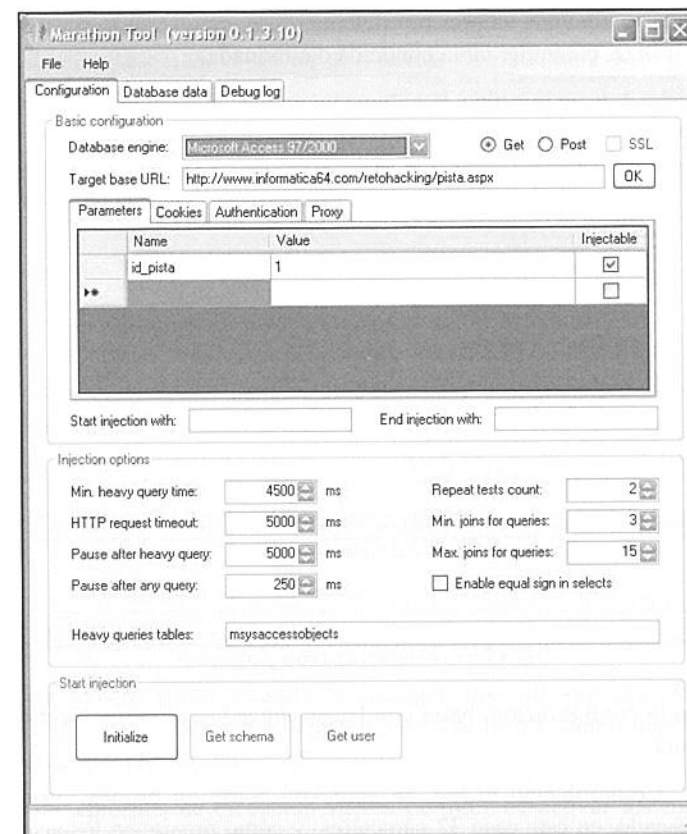 Marathon Tool (version 0.1.3.10)
File Help
Configuration Database data Debug log
Basic configuration
Database engine: Microsoft Access 97/2000 Get Post SSL
Target base URL: http://www.informatica64.com/retohacking/pista.aspx OK
Parameters Cookies Authentication Proxy
Name Value Injectable
id_pista 1
Start injection with: End injection with:
Injection options
Min. heavy query time: 4500 ms Repeat tests count: 2
HTTP request timeout: 5000 ms Min. joins for queries: 3
Pause after heavy query: 5000 ms Max. joins for queries: 15
Pause after any query: 250 ms Enable equal sign in selects
Heavy queries tables: msysaccessobjects
Start injection
Initialize Get schema Get user